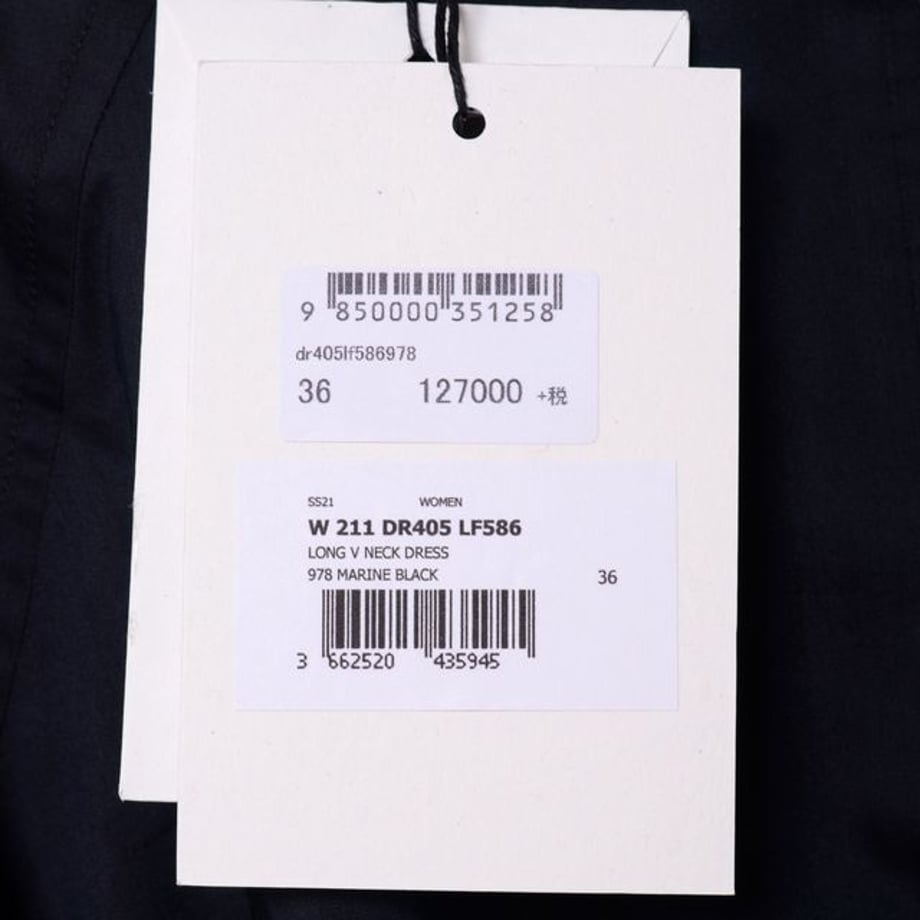 9 850000 351258
dr405lf586978
36 127000 +税
SS21 WOMEN
W 211 DR405 LF586
LONG V NECK DRESS
978 MARINE BLACK 36
3 662520 435945